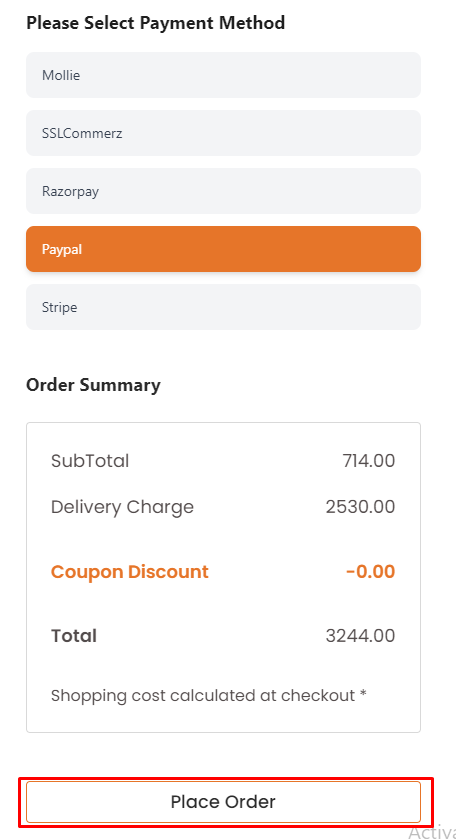 Please Select Payment Method
Mollie
SSLCommerz
Razorpay
Paypal
Stripe
Order Summary
SubTotal 714.00
Delivery Charge 2530.00
Coupon Discount -0.00
Total 3244.00
Shopping cost calculated at checkout *
Place Order